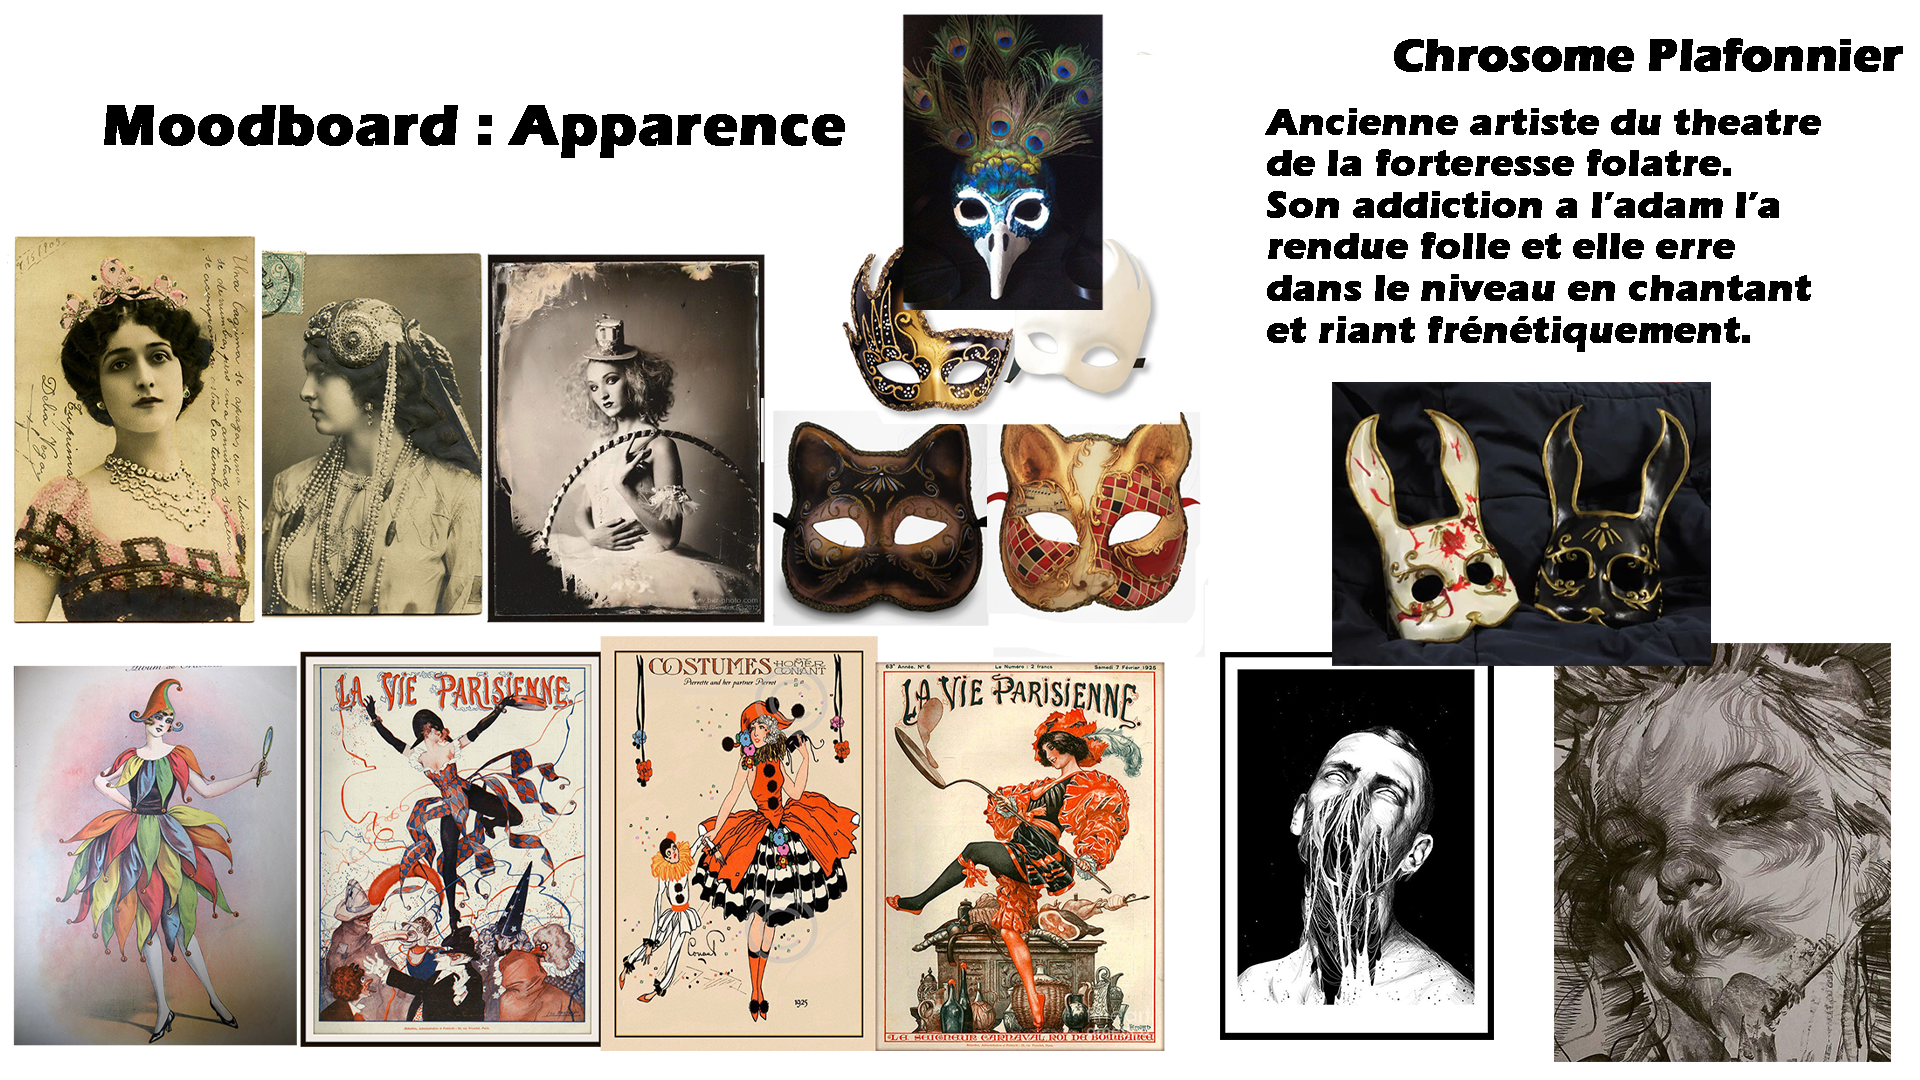 Moodboard : Apparence
Chrosome Plafonnier
Ancienne artiste du theatre
de la forteresse folatre.
Son addiction a l'adam l'a
rendue folle et elle erre
dans le niveau en chantant
et riant frénétiquement.
LA VIE PARISIENNE
COSTUMES HOMER CONANT
Pierrette and her partner Pierrot
Conant
1925
63e Année. No 6
Le Numero : 2 francs
Samedi 7 Février 1925
LA VIE PARISIENNE
LE SEIGNEUR CARNAVAL ROI DE BOMBANCE